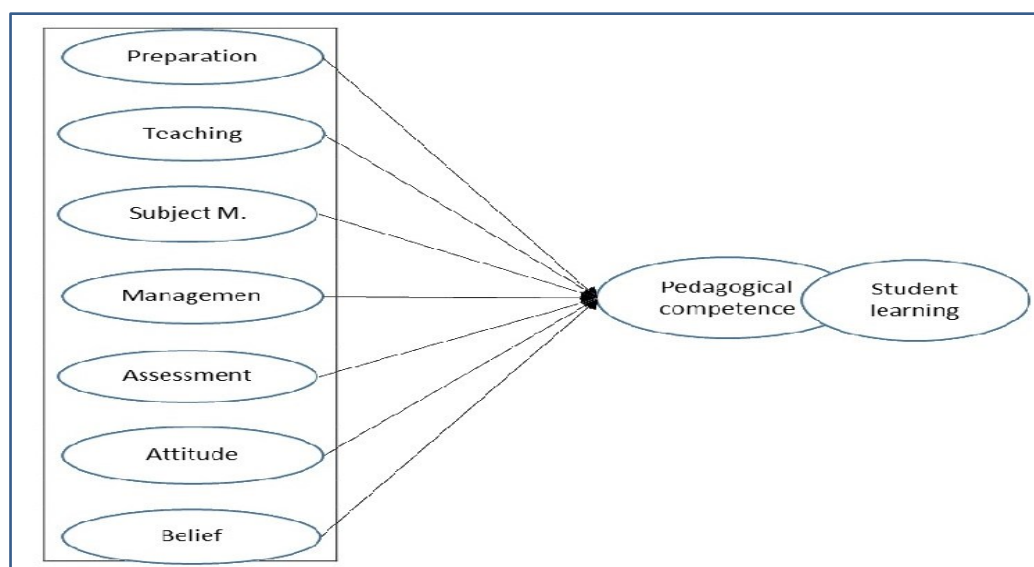 Preparation
Teaching
Subject M.
Managemen
Assessment
Attitude
Belief
Pedagogical
competence
Student
learning